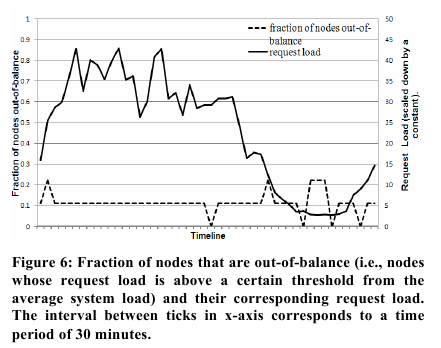 1
0.9
0.8
0.7
0.6
0.5
0.4
0.3
0.2
0.1
0
Fraction of nodes out-of-balance
fraction of nodes out-of-
balance
request load
50
45
40
35
30
25
20
15
10
5
0
Request Load (scaled down by a
constant).
Timeline
Figure 6: Fraction of nodes that are out-of-balance (i.e., nodes
whose request load is above a certain threshold from the
average system load) and their corresponding request load.
The interval between ticks in x-axis corresponds to a time
period of 30 minutes.